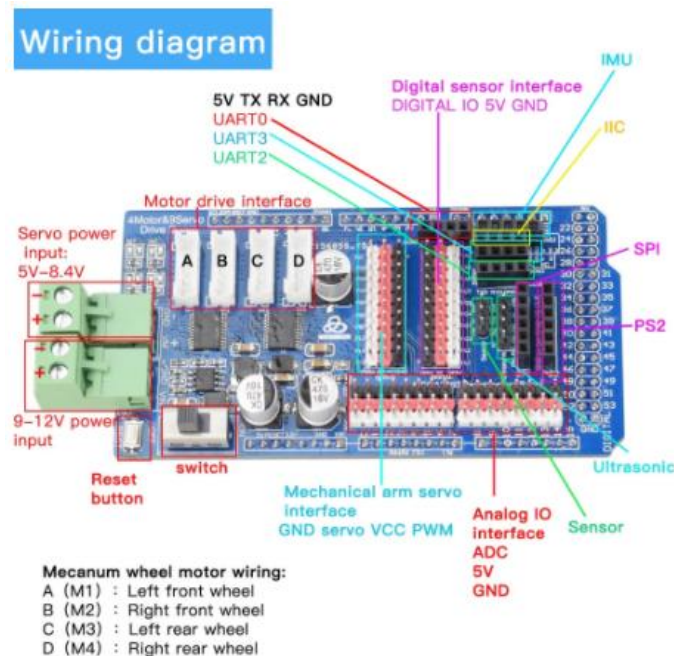 Wiring diagram
IMU
Digital sensor interface
DIGITAL IO 5V GND
5V TX RX GND
UART0
UART3
UART2
IIC
Motor drive interface
4Motor&9Servo
Drive
Servo power
input:
5V-8.4V
A B C D
SPI
PS2
9-12V power
input
Reset
button
switch
Mechanical arm servo
interface
GND servo VCC PWM
Analog IO
interface
ADC
5V
GND
Ultrasonic
Sensor
Mecanum wheel motor wiring:
A (M1) : Left front wheel
B (M2) : Right front wheel
C (M3) : Left rear wheel
D (M4) : Right rear wheel